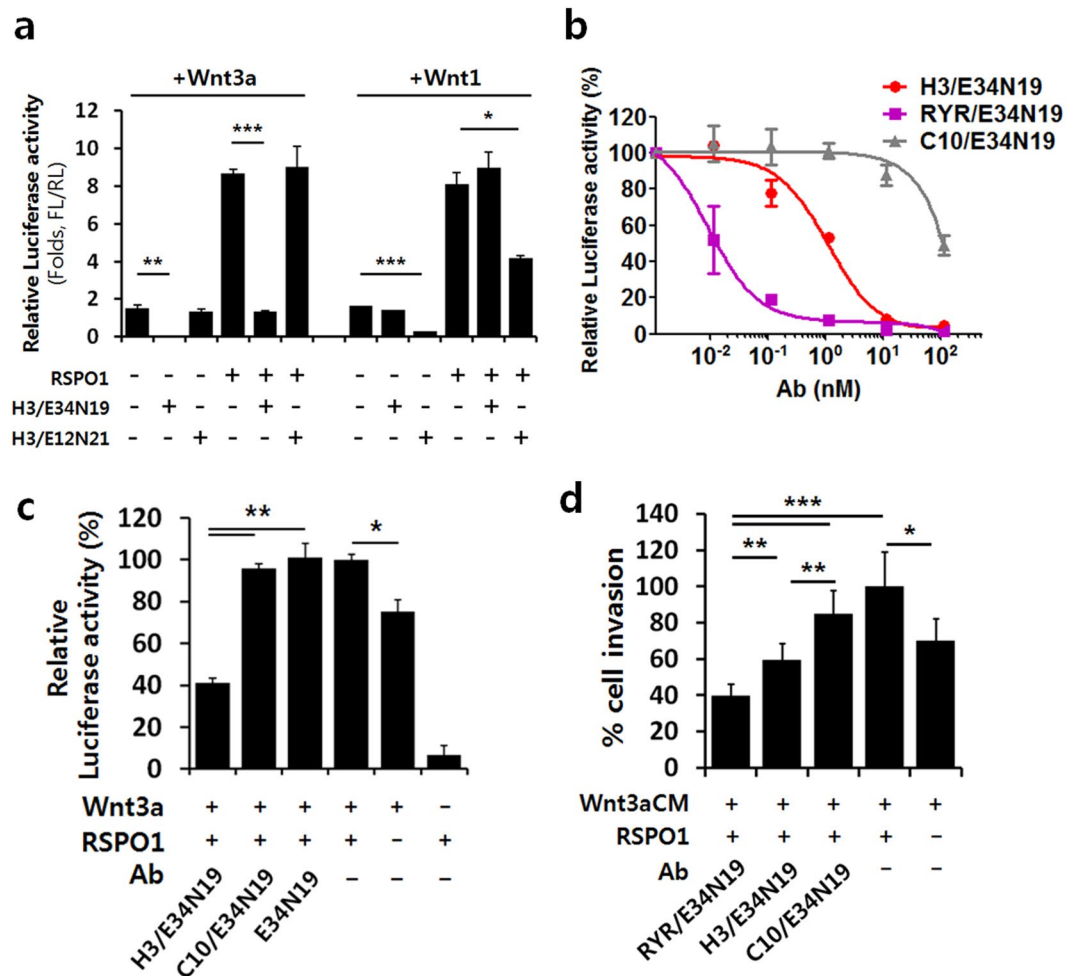 a
+Wnt3a +Wnt1
Relative Luciferase activity
(Folds, FL/RL)
12
10
8
6
4
2
0
** *** *** *
RSPO1 - - - + + + - - - + + +
H3/E34N19 - + - - + - - + - - + -
H3/E12N21 - - + - - + - - + - - +
b
H3/E34N19
RYR/E34N19
C10/E34N19
Relative Luciferase activity (%)
120
100
80
60
40
20
0
10-2 10-1 100 101 102
Ab (nM)
c
Relative
Luciferase activity (%)
120
100
80
60
40
20
0
** *
Wnt3a + + + + + -
RSPO1 + + + + - +
Ab H3/E34N19 C10/E34N19 E34N19 - - -
d
% cell invasion
140
120
100
80
60
40
20
0
*** ** ** *
Wnt3aCM + + + + +
RSPO1 + + + + -
Ab RYR/E34N19 H3/E34N19 C10/E34N19 - -